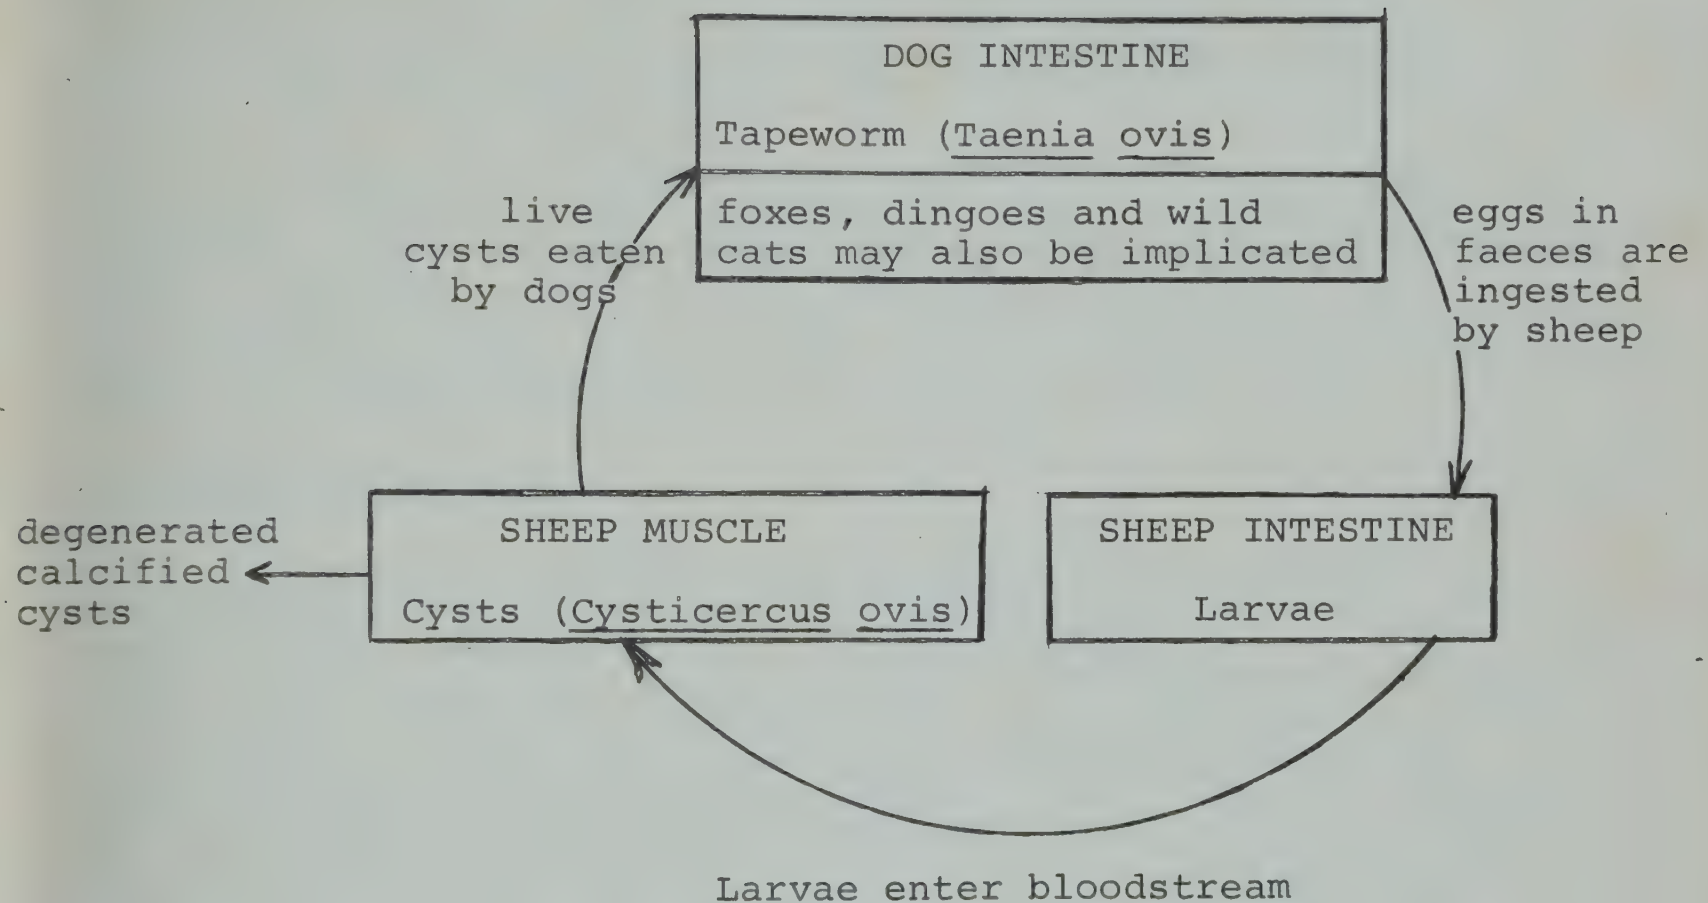 DOG INTESTINE
Tapeworm (Taenia ovis)
foxes, dingoes and wild
cats may also be implicated
live
cysts eaten
by dogs
eggs in
faeces are
ingested
by sheep
SHEEP MUSCLE
Cysts (Cysticercus ovis)
SHEEP INTESTINE
Larvae
degenerated
calcified
cysts
Larvae enter bloodstream